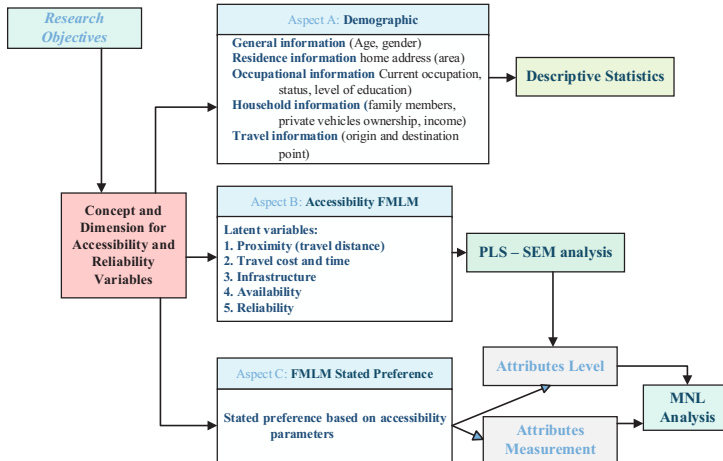 Research
Objectives
Aspect A: Demographic
General information (Age, gender)
Residence information home address (area)
Occupational information Current occupation,
status, level of education)
Household information (family members,
private vehicles ownership, income)
Travel information (origin and destination
point)
Descriptive Statistics
Concept and
Dimension for
Accessibility and
Reliability
Variables
Aspect B: Accessibility FMLM
Latent variables:
1. Proximity (travel distance)
2. Travel cost and time
3. Infrastructure
4. Availability
5. Reliability
PLS – SEM analysis
Aspect C: FMLM Stated Preference
Stated preference based on accessibility
parameters
Attributes Level
Attributes
Measurement
MNL
Analysis